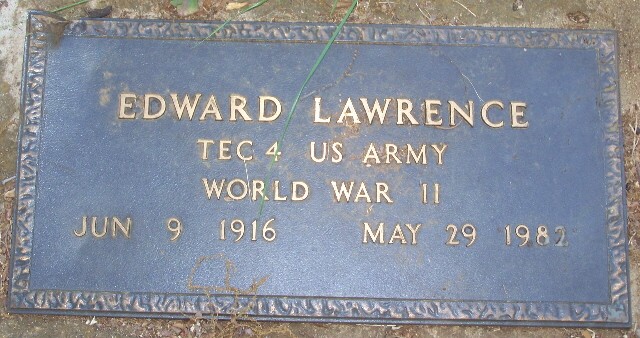 EDWARD LAWRENCE
TEC 4 US ARMY
WORLD WAR II
JUN 9 1916 MAY 29 1982